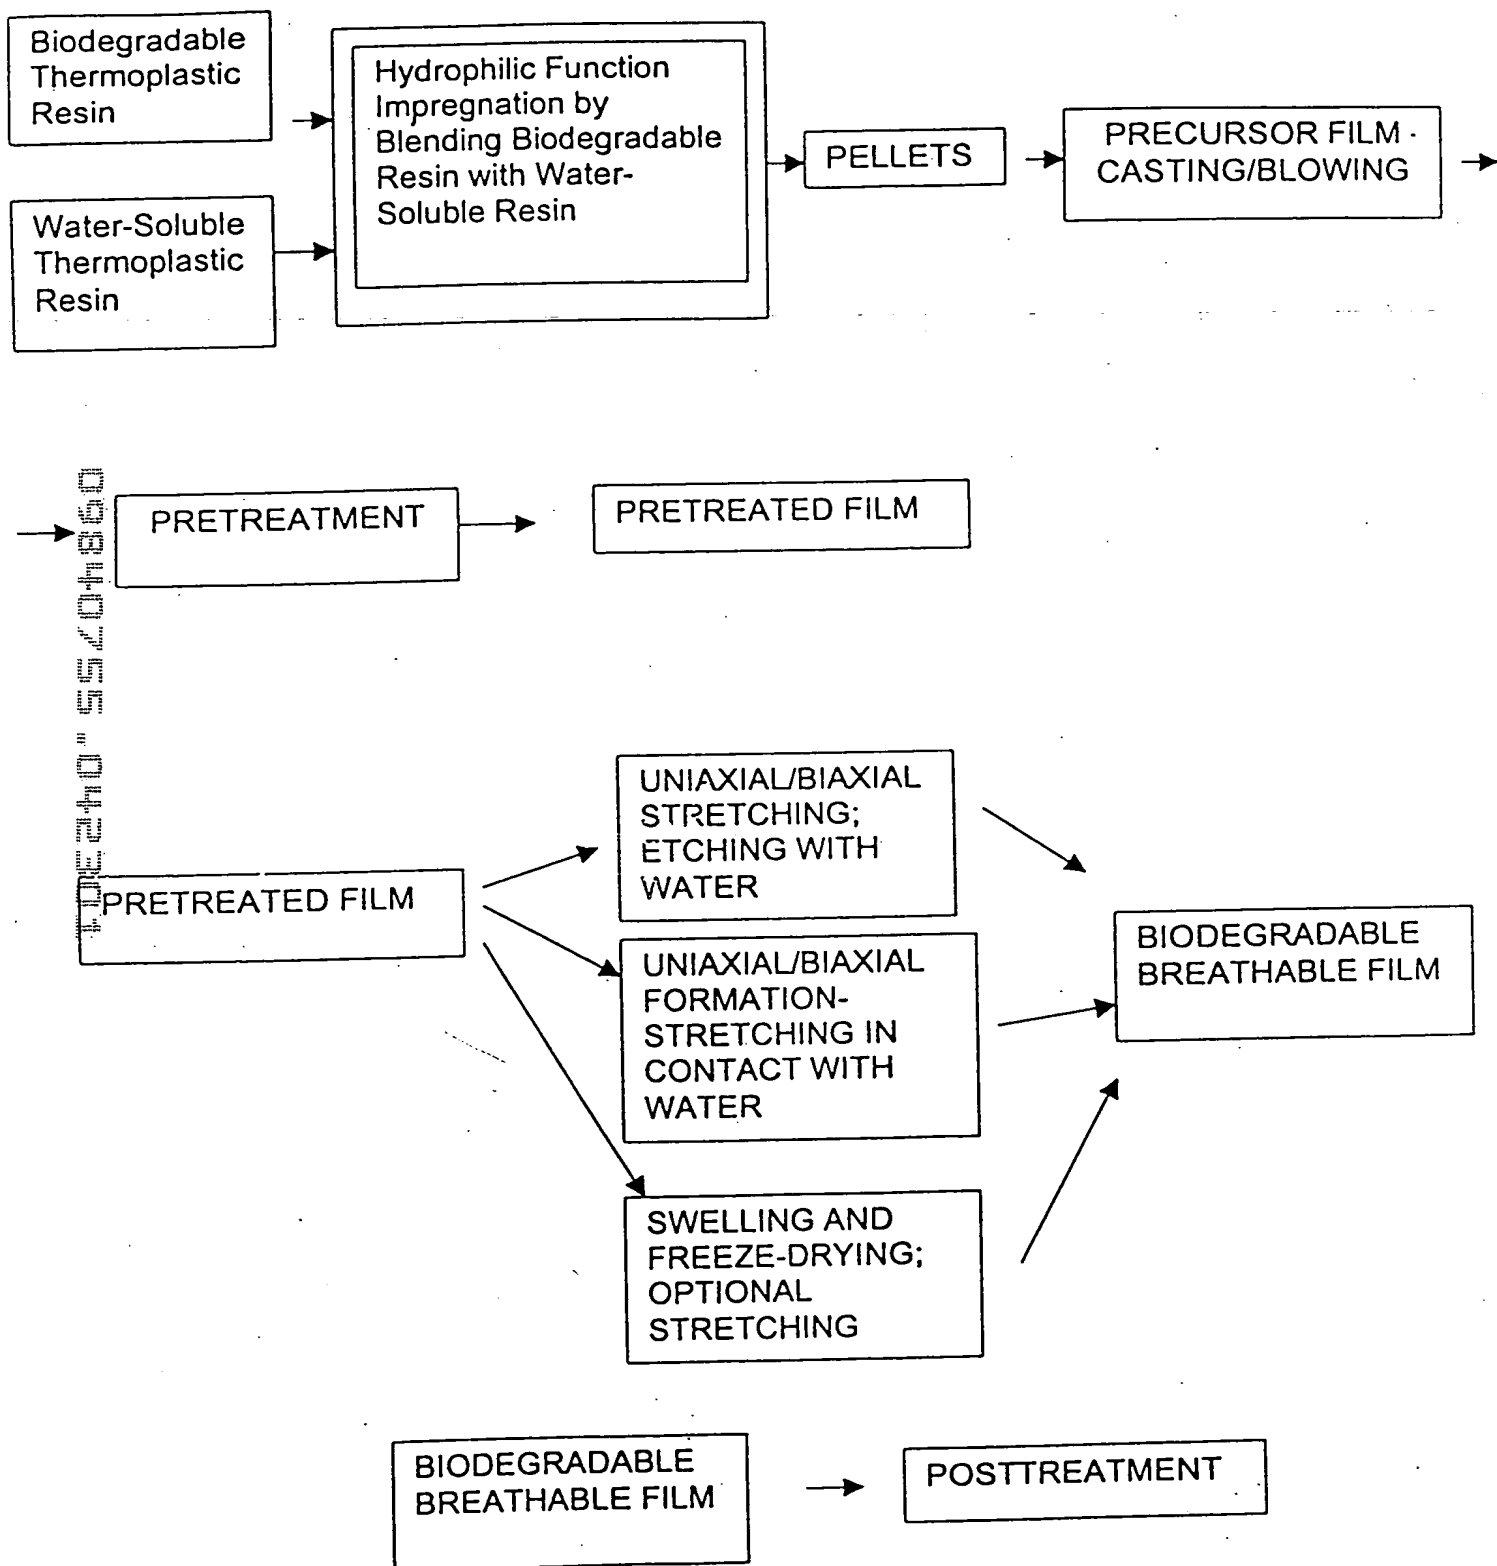 Biodegradable
Thermoplastic
Resin
Water-Soluble
Thermoplastic
Resin
Hydrophilic Function
Impregnation by
Blending Biodegradable
Resin with Water-
Soluble Resin
PELLETS
PRECURSOR FILM
CASTING/BLOWING
PRETREATMENT
PRETREATED FILM
09840755.042301
PRETREATED FILM
UNIAXIAL/BIAXIAL
STRETCHING;
ETCHING WITH
WATER
UNIAXIAL/BIAXIAL
FORMATION-
STRETCHING IN
CONTACT WITH
WATER
SWELLING AND
FREEZE-DRYING;
OPTIONAL
STRETCHING
BIODEGRADABLE
BREATHABLE FILM
BIODEGRADABLE
BREATHABLE FILM
POSTTREATMENT